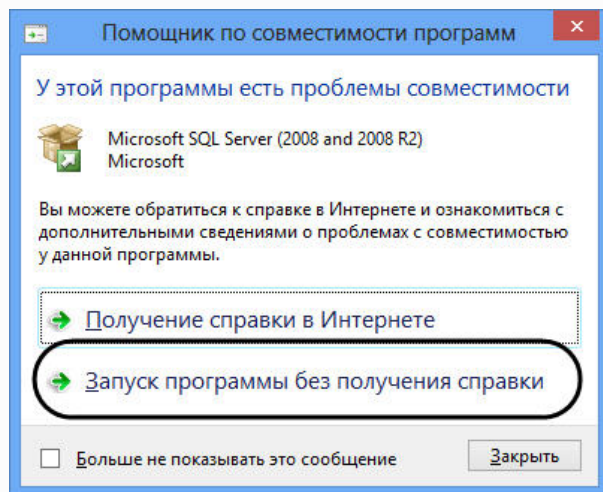 Помощник по совместимости программ
У этой программы есть проблемы совместимости
Microsoft SQL Server (2008 and 2008 R2)
Microsoft
Вы можете обратиться к справке в Интернете и ознакомиться с
дополнительными сведениями о проблемах с совместимостью
у данной программы.
Получение справки в Интернете
Запуск программы без получения справки
Больше не показывать это сообщение
Закрыть